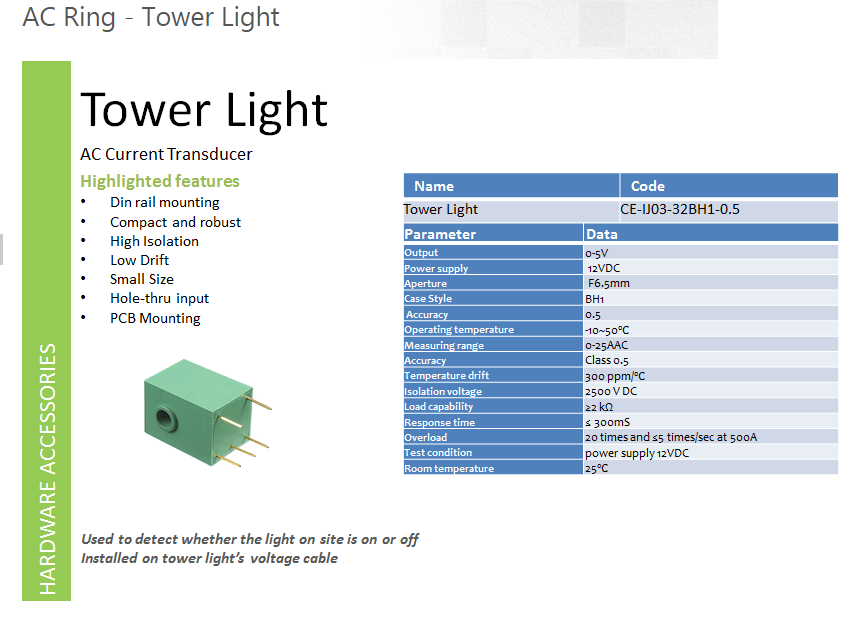 AC Ring - Tower Light
Tower Light
AC Current Transducer
Highlighted features
• Din rail mounting
• Compact and robust
• High Isolation
• Low Drift
• Small Size
• Hole-thru input
• PCB Mounting
HARDWARE ACCESSORIES
Name Code
Tower Light CE-IJ03-32BH1-0.5
Parameter Data
Output 0-5V
Power supply 12VDC
Aperture F6.5mm
Case Style BH1
Accuracy 0.5
Operating temperature -10~50°C
Measuring range 0-25AAC
Accuracy Class 0.5
Temperature drift 300 ppm/°C
Isolation voltage 2500 V DC
Load capability ≥2 kΩ
Response time ≤ 300mS
Overload 20 times and ≤5 times/sec at 500A
Test condition power supply 12VDC
Room temperature 25°C
Used to detect whether the light on site is on or off
Installed on tower light's voltage cable